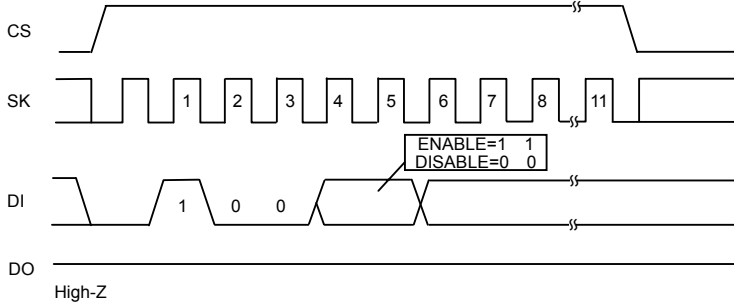 CS
SK
1 2 3 4 5 6 7 8 11
ENABLE=1 1
DISABLE=0 0
DI
1 0 0
DO
High-Z